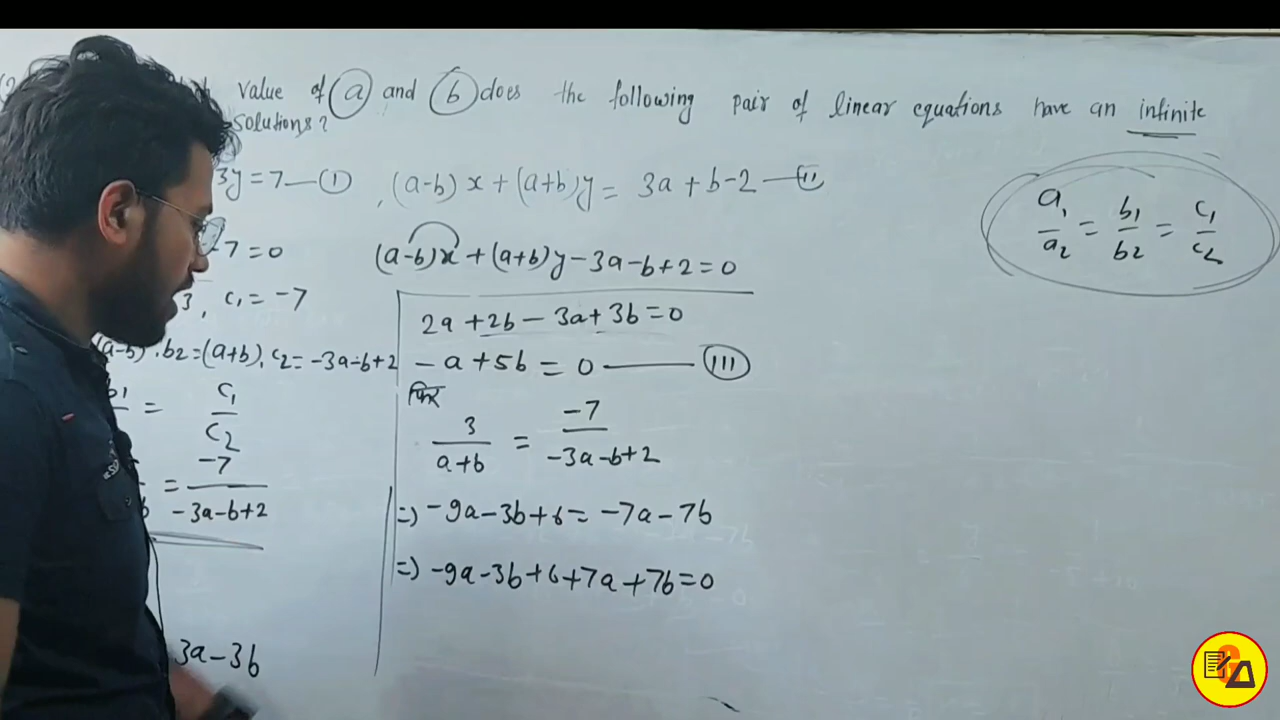 value of a and b does the following pair of linear equations have an infinite
solutions?
3y = 7 — (I) , (a-b)x + (a+b)y = 3a + b - 2 — (II)
a₁/a₂ = b₁/b₂ = c₁/c₂
-7 = 0
(a-b)x + (a+b)y - 3a - b + 2 = 0
3, c₁ = -7
(a-b), b₂ = (a+b), c₂ = -3a-b+2
b₁ = c₁/c₂
= -7/(-3a-b+2)
3a - 3b
2a + 2b - 3a + 3b = 0
-a + 5b = 0 — (III)
फिर
3/(a+b) = -7/(-3a-b+2)
=) -9a - 3b + 6 = -7a - 7b
=) -9a - 3b + 6 + 7a + 7b = 0